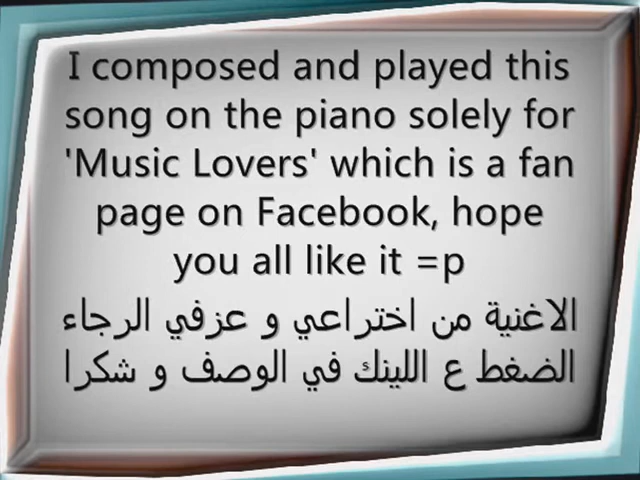 I composed and played this
song on the piano solely for
'Music Lovers' which is a fan
page on Facebook, hope
you all like it =p
الاغنية من اختراعي و عزفي الرجاء
الضغط ع اللينك في الوصف و شكرا